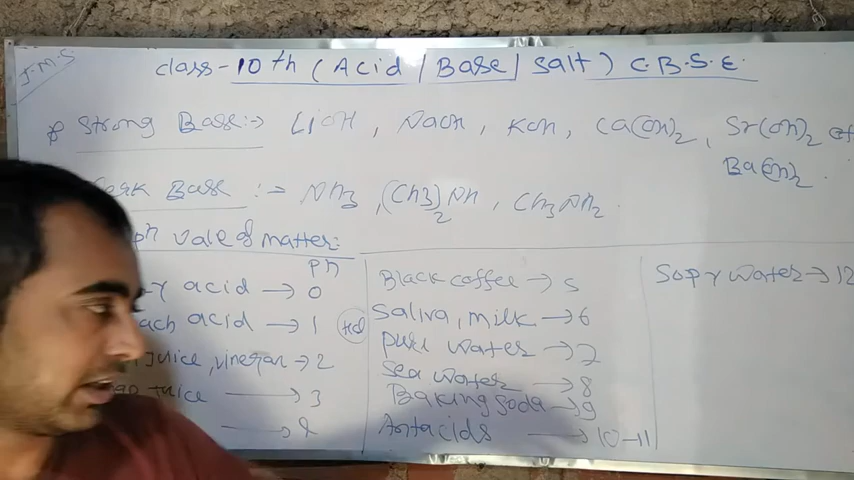 J.M.S
class-10th (Acid/Base/salt) C.B.S.E.
* Strong Base:-> LiOH, NaOH, KOH, Ca(OH)2, Sr(OH)2
Ba(OH)2.
Base :- NH3, (CH3)2NH, CH3NH2.
PH vale of matter:
PH
acid -> 0
acid -> 1 HCl
juice, vinegar -> 2
juice -> 3
Black coffee -> 5
Saliva, milk -> 6
pure water -> 7
Sea water -> 8
Baking soda -> 9
Antacids -> 10-11
Sopy water -> 12